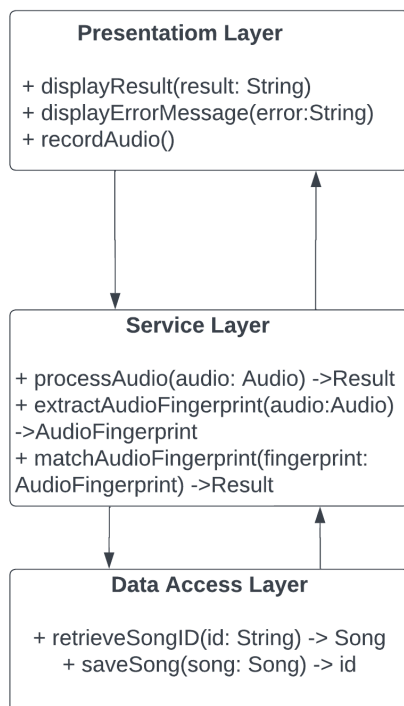 Presentatiom Layer
+ displayResult(result: String)
+ displayErrorMessage(error:String)
+ recordAudio()
Service Layer
+ processAudio(audio: Audio) ->Result
+ extractAudioFingerprint(audio:Audio)
->AudioFingerprint
+ matchAudioFingerprint(fingerprint:
AudioFingerprint) ->Result
Data Access Layer
+ retrieveSongID(id: String) -> Song
+ saveSong(song: Song) -> id